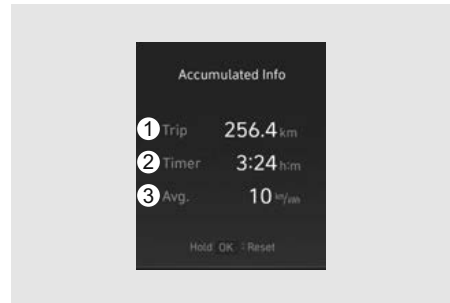 Accumulated Info
1 Trip 256.4 km
2 Timer 3:24 h:m
3 Avg. 10
Hold OK : Reset